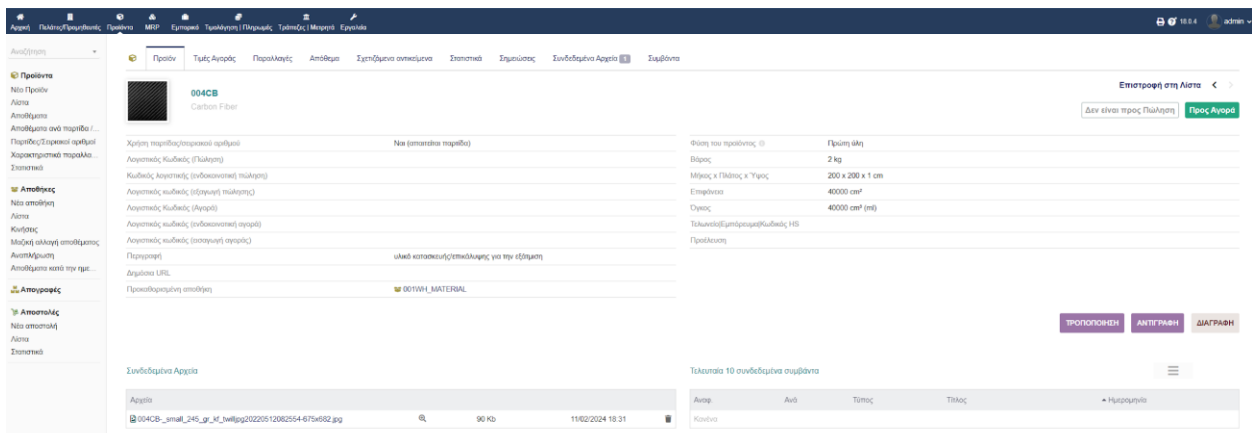 Αρχική Πελάτες/Προμηθευτές Προϊόντα MRP Εμπορικό Τιμολόγηση | Πληρωμές Τράπεζες | Μετρητά Εργαλεία 18.0.4 admin
Αναζήτηση
Προϊόν Τιμές Αγοράς Παραλλαγές Απόθεμα Σχετιζόμενα αντικείμενα Στατιστικά Σημειώσεις Συνδεδεμένα Αρχεία 1 Συμβάντα
Προϊόντα
Νέο Προϊόν
Λίστα
Αποθέματα
Αποθέματα ανά παρτίδα /...
Παρτίδες/Σειριακοί αριθμοί
Χαρακτηριστικά παραλλα...
Στατιστικά
Αποθήκες
Νέα αποθήκη
Λίστα
Κινήσεις
Μαζική αλλαγή αποθέματος
Αναπλήρωση
Αποθέματα κατά την ημε...
Απογραφές
Αποστολές
Νέα αποστολή
Λίστα
Στατιστικά
004CB
Carbon Fiber
Επιστροφή στη Λίστα
Δεν είναι προς Πώληση Προς Αγορά
Χρήση παρτίδας/σειριακού αριθμού Ναι (απαιτείται παρτίδα)
Λογιστικός Κωδικός (Πώληση)
Κωδικός λογιστικής (ενδοκοινοτική πώληση)
Λογιστικός κωδικός (εξαγωγή πώλησης)
Λογιστικός Κωδικός (Αγορά)
Λογιστικός κωδικός (ενδοκοινοτική αγορά)
Λογιστικός κωδικός (εισαγωγή αγοράς)
Περιγραφή υλικό κατασκευής/επικάλυψης για την εξάτμιση
Δημόσια URL
Προκαθορισμένη αποθήκη 001WH_MATERIAL
Φύση του προϊόντος Πρώτη ύλη
Βάρος 2 kg
Μήκος x Πλάτος x Ύψος 200 x 200 x 1 cm
Επιφάνεια 40000 cm²
Όγκος 40000 cm³ (ml)
Τελωνείο|Εμπόρευμα|Κωδικός HS
Προέλευση
ΤΡΟΠΟΠΟΙΗΣΗ ΑΝΤΙΓΡΑΦΗ ΔΙΑΓΡΑΦΗ
Συνδεδεμένα Αρχεία
Αρχεία
004CB-_small_245_gr_kf_twilljpg20220512082554-675x682.jpg 90 Kb 11/02/2024 18:31
Τελευταία 10 συνδεδεμένα συμβάντα
Αναφ. Από Τύπος Τίτλος Ημερομηνία
Κανένα